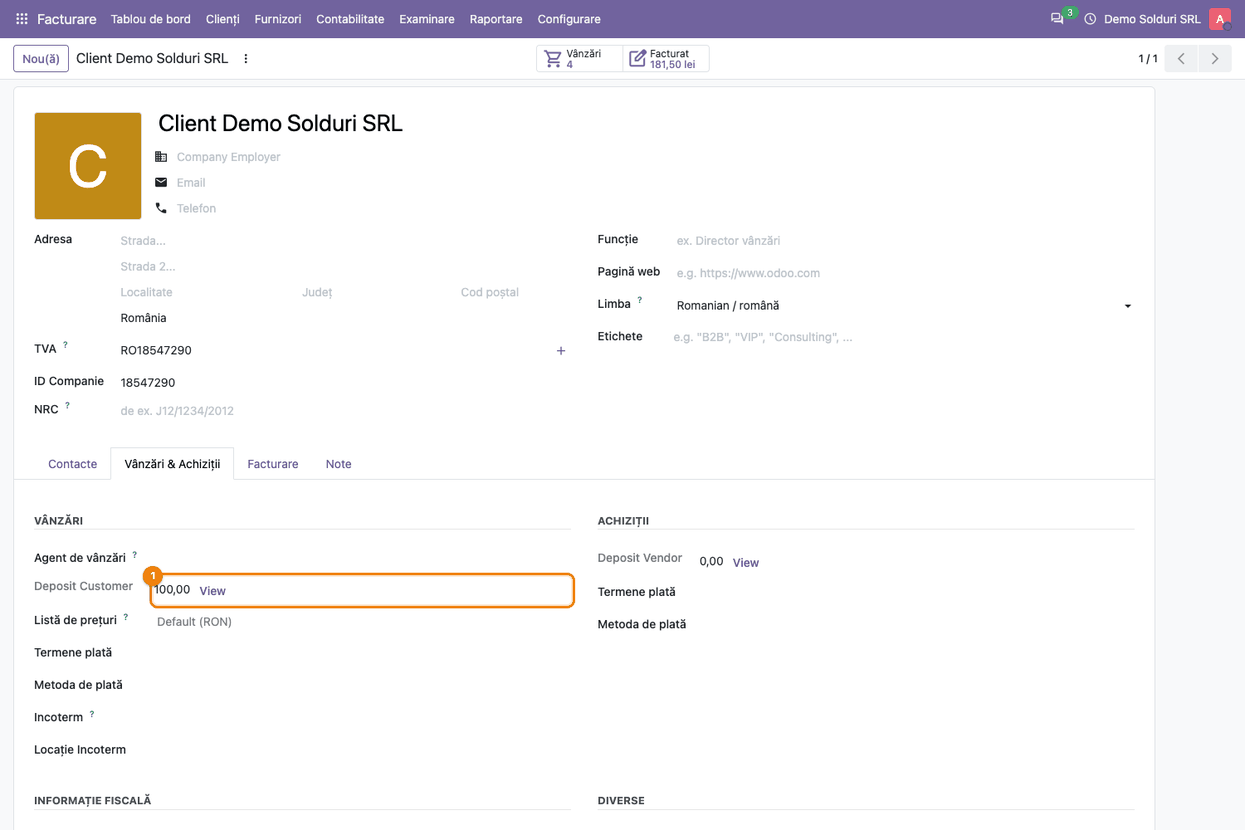 Facturare Tablou de bord Clienți Furnizori Contabilitate Examinare Raportare Configurare 3 Demo Solduri SRL A
Nou(ă) Client Demo Solduri SRL Vânzări 4 Facturat 181,50 lei 1 / 1
C
Client Demo Solduri SRL
Company Employer
Email
Telefon
Adresa Strada... Funcție ex. Director vânzări
Strada 2... Pagină web e.g. https://www.odoo.com
Localitate Județ Cod poștal
România Limba ? Romanian / română
TVA ? RO18547290 + Etichete e.g. "B2B", "VIP", "Consulting", ...
ID Companie 18547290
NRC ? de ex. J12/1234/2012
Contacte Vânzări & Achiziții Facturare Note
VÂNZĂRI ACHIZIȚII
Agent de vânzări ? Deposit Vendor 0,00 View
1
Deposit Customer 100,00 View Termene plată
Listă de prețuri ? Default (RON) Metoda de plată
Termene plată
Metoda de plată
Incoterm ?
Locație Incoterm
INFORMAȚIE FISCALĂ DIVERSE